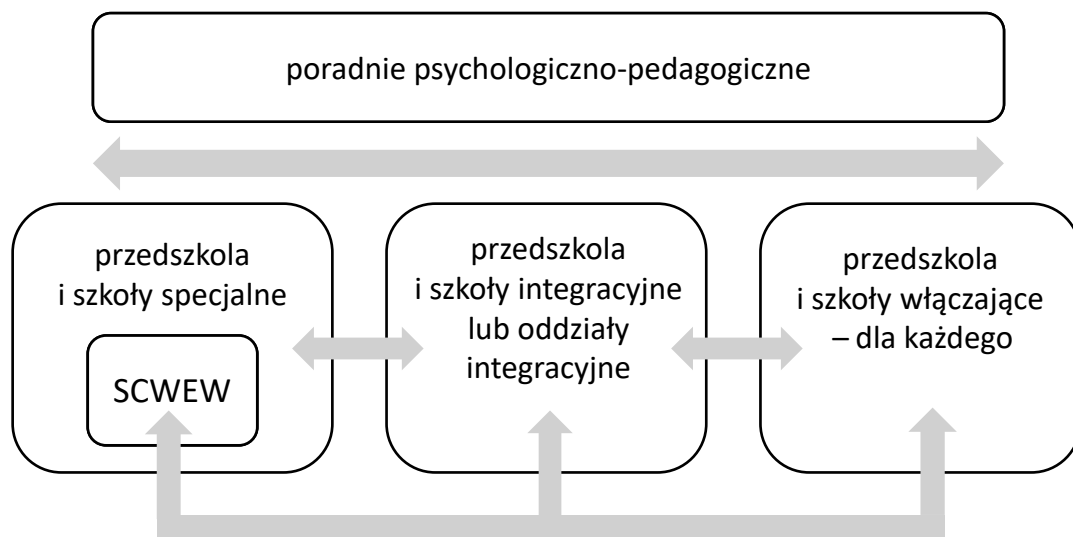 poradnie psychologiczno-pedagogiczne
przedszkola
i szkoły specjalne
SCWEW
przedszkola
i szkoły integracyjne
lub oddziały
integracyjne
przedszkola
i szkoły włączające
– dla każdego